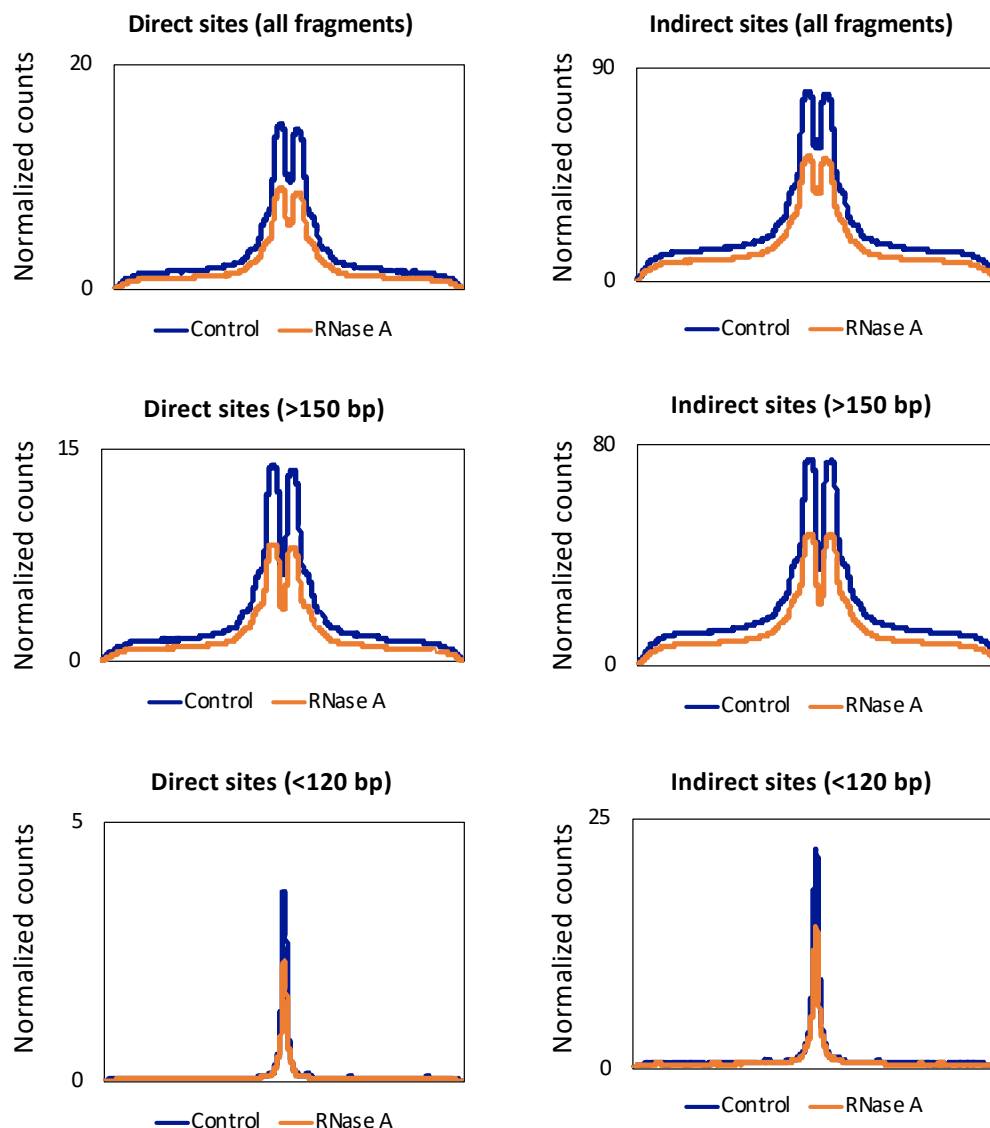 Direct sites (all fragments)
20
Normalized counts
0
Control RNase A
Indirect sites (all fragments)
90
Normalized counts
0
Control RNase A
Direct sites (>150 bp)
15
Normalized counts
0
Control RNase A
Indirect sites (>150 bp)
80
Normalized counts
0
Control RNase A
Direct sites (<120 bp)
5
Normalized counts
0
Control RNase A
Indirect sites (<120 bp)
25
Normalized counts
0
Control RNase A